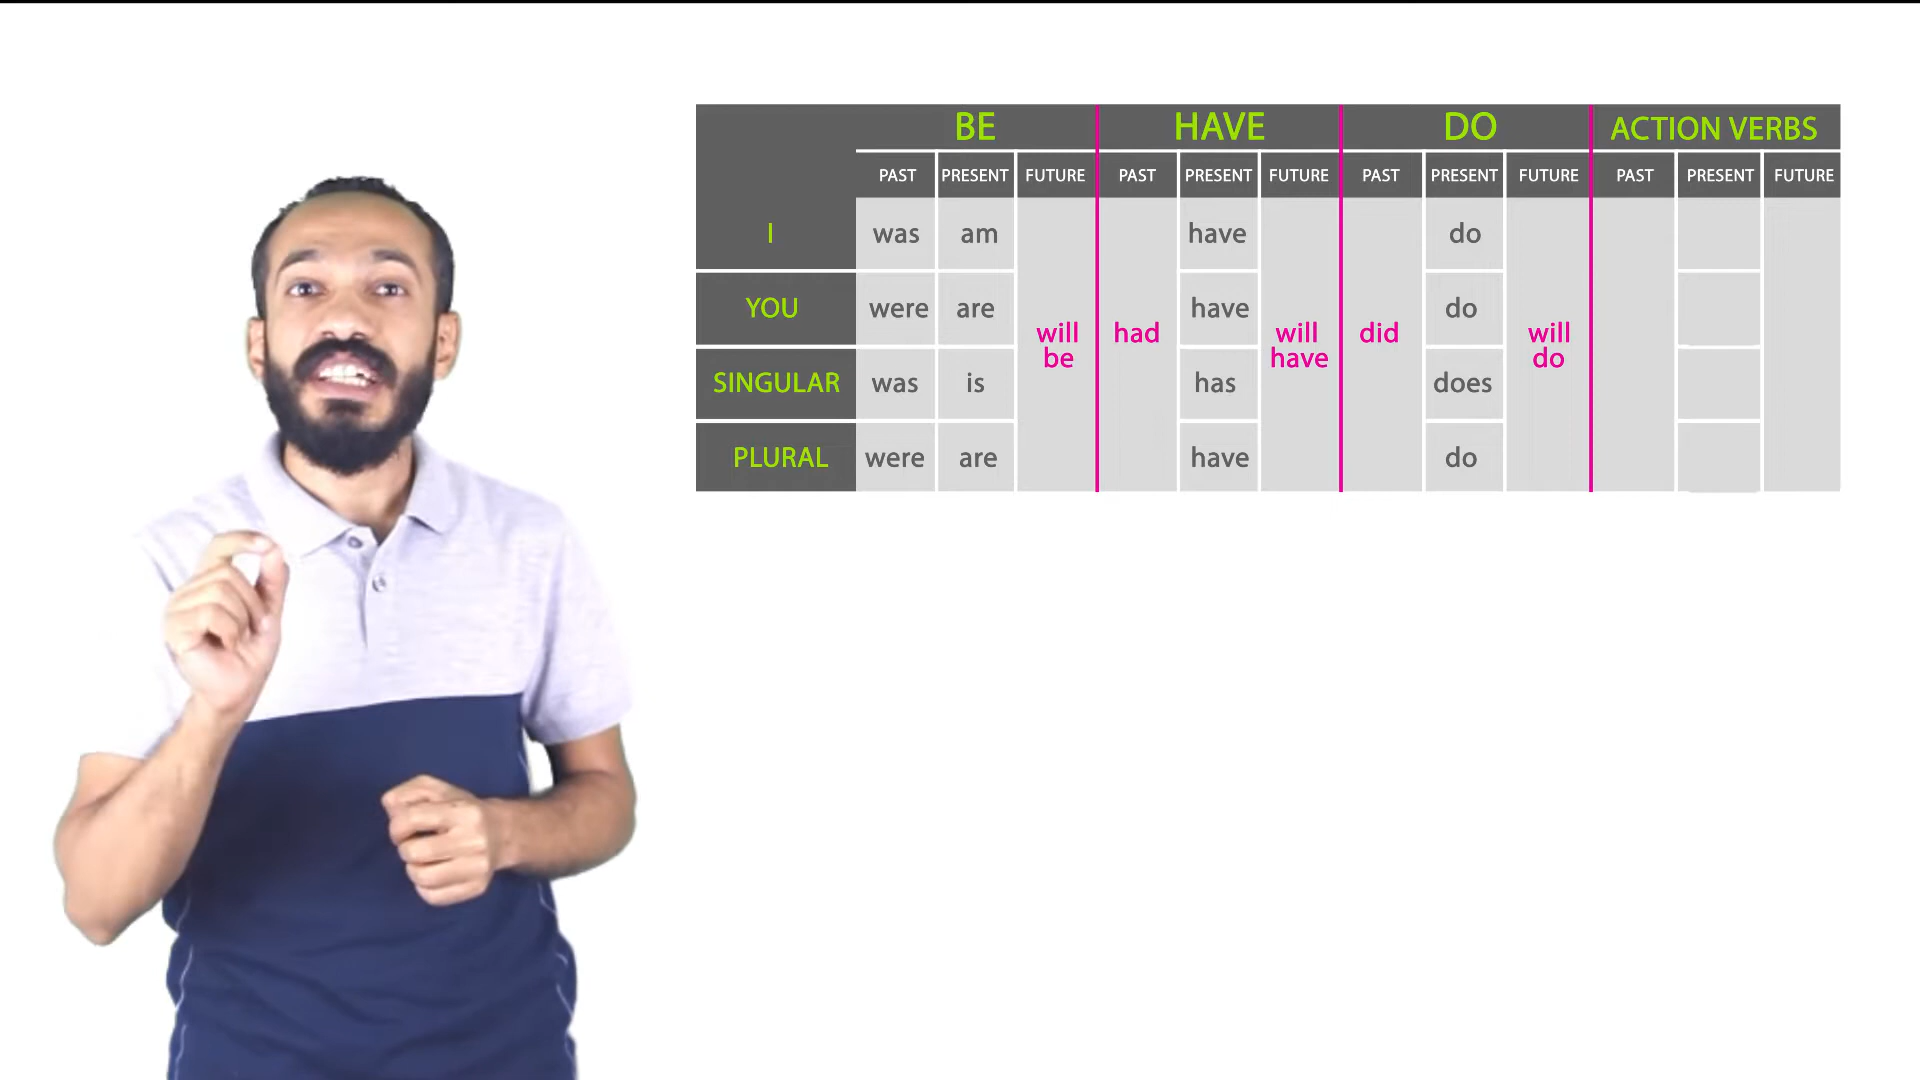 BE HAVE DO ACTION VERBS
PAST PRESENT FUTURE PAST PRESENT FUTURE PAST PRESENT FUTURE PAST PRESENT FUTURE
I was am have do
YOU were are have do
will be had will have did will do
SINGULAR was is has does
PLURAL were are have do